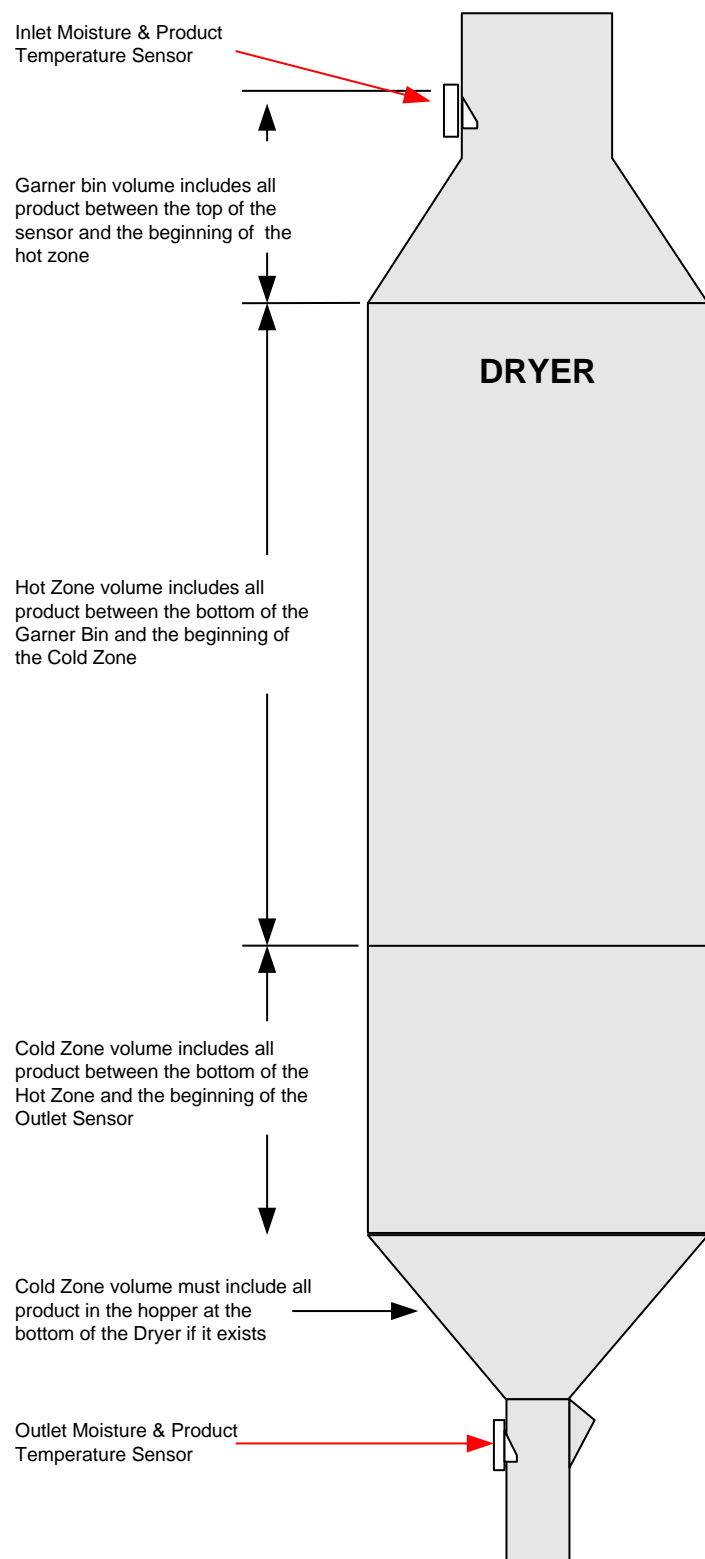 Inlet Moisture & Product
Temperature Sensor
Garner bin volume includes all
product between the top of the
sensor and the beginning of the
hot zone
DRYER
Hot Zone volume includes all
product between the bottom of the
Garner Bin and the beginning of
the Cold Zone
Cold Zone volume includes all
product between the bottom of the
Hot Zone and the beginning of the
Outlet Sensor
Cold Zone volume must include all
product in the hopper at the
bottom of the Dryer if it exists
Outlet Moisture & Product
Temperature Sensor